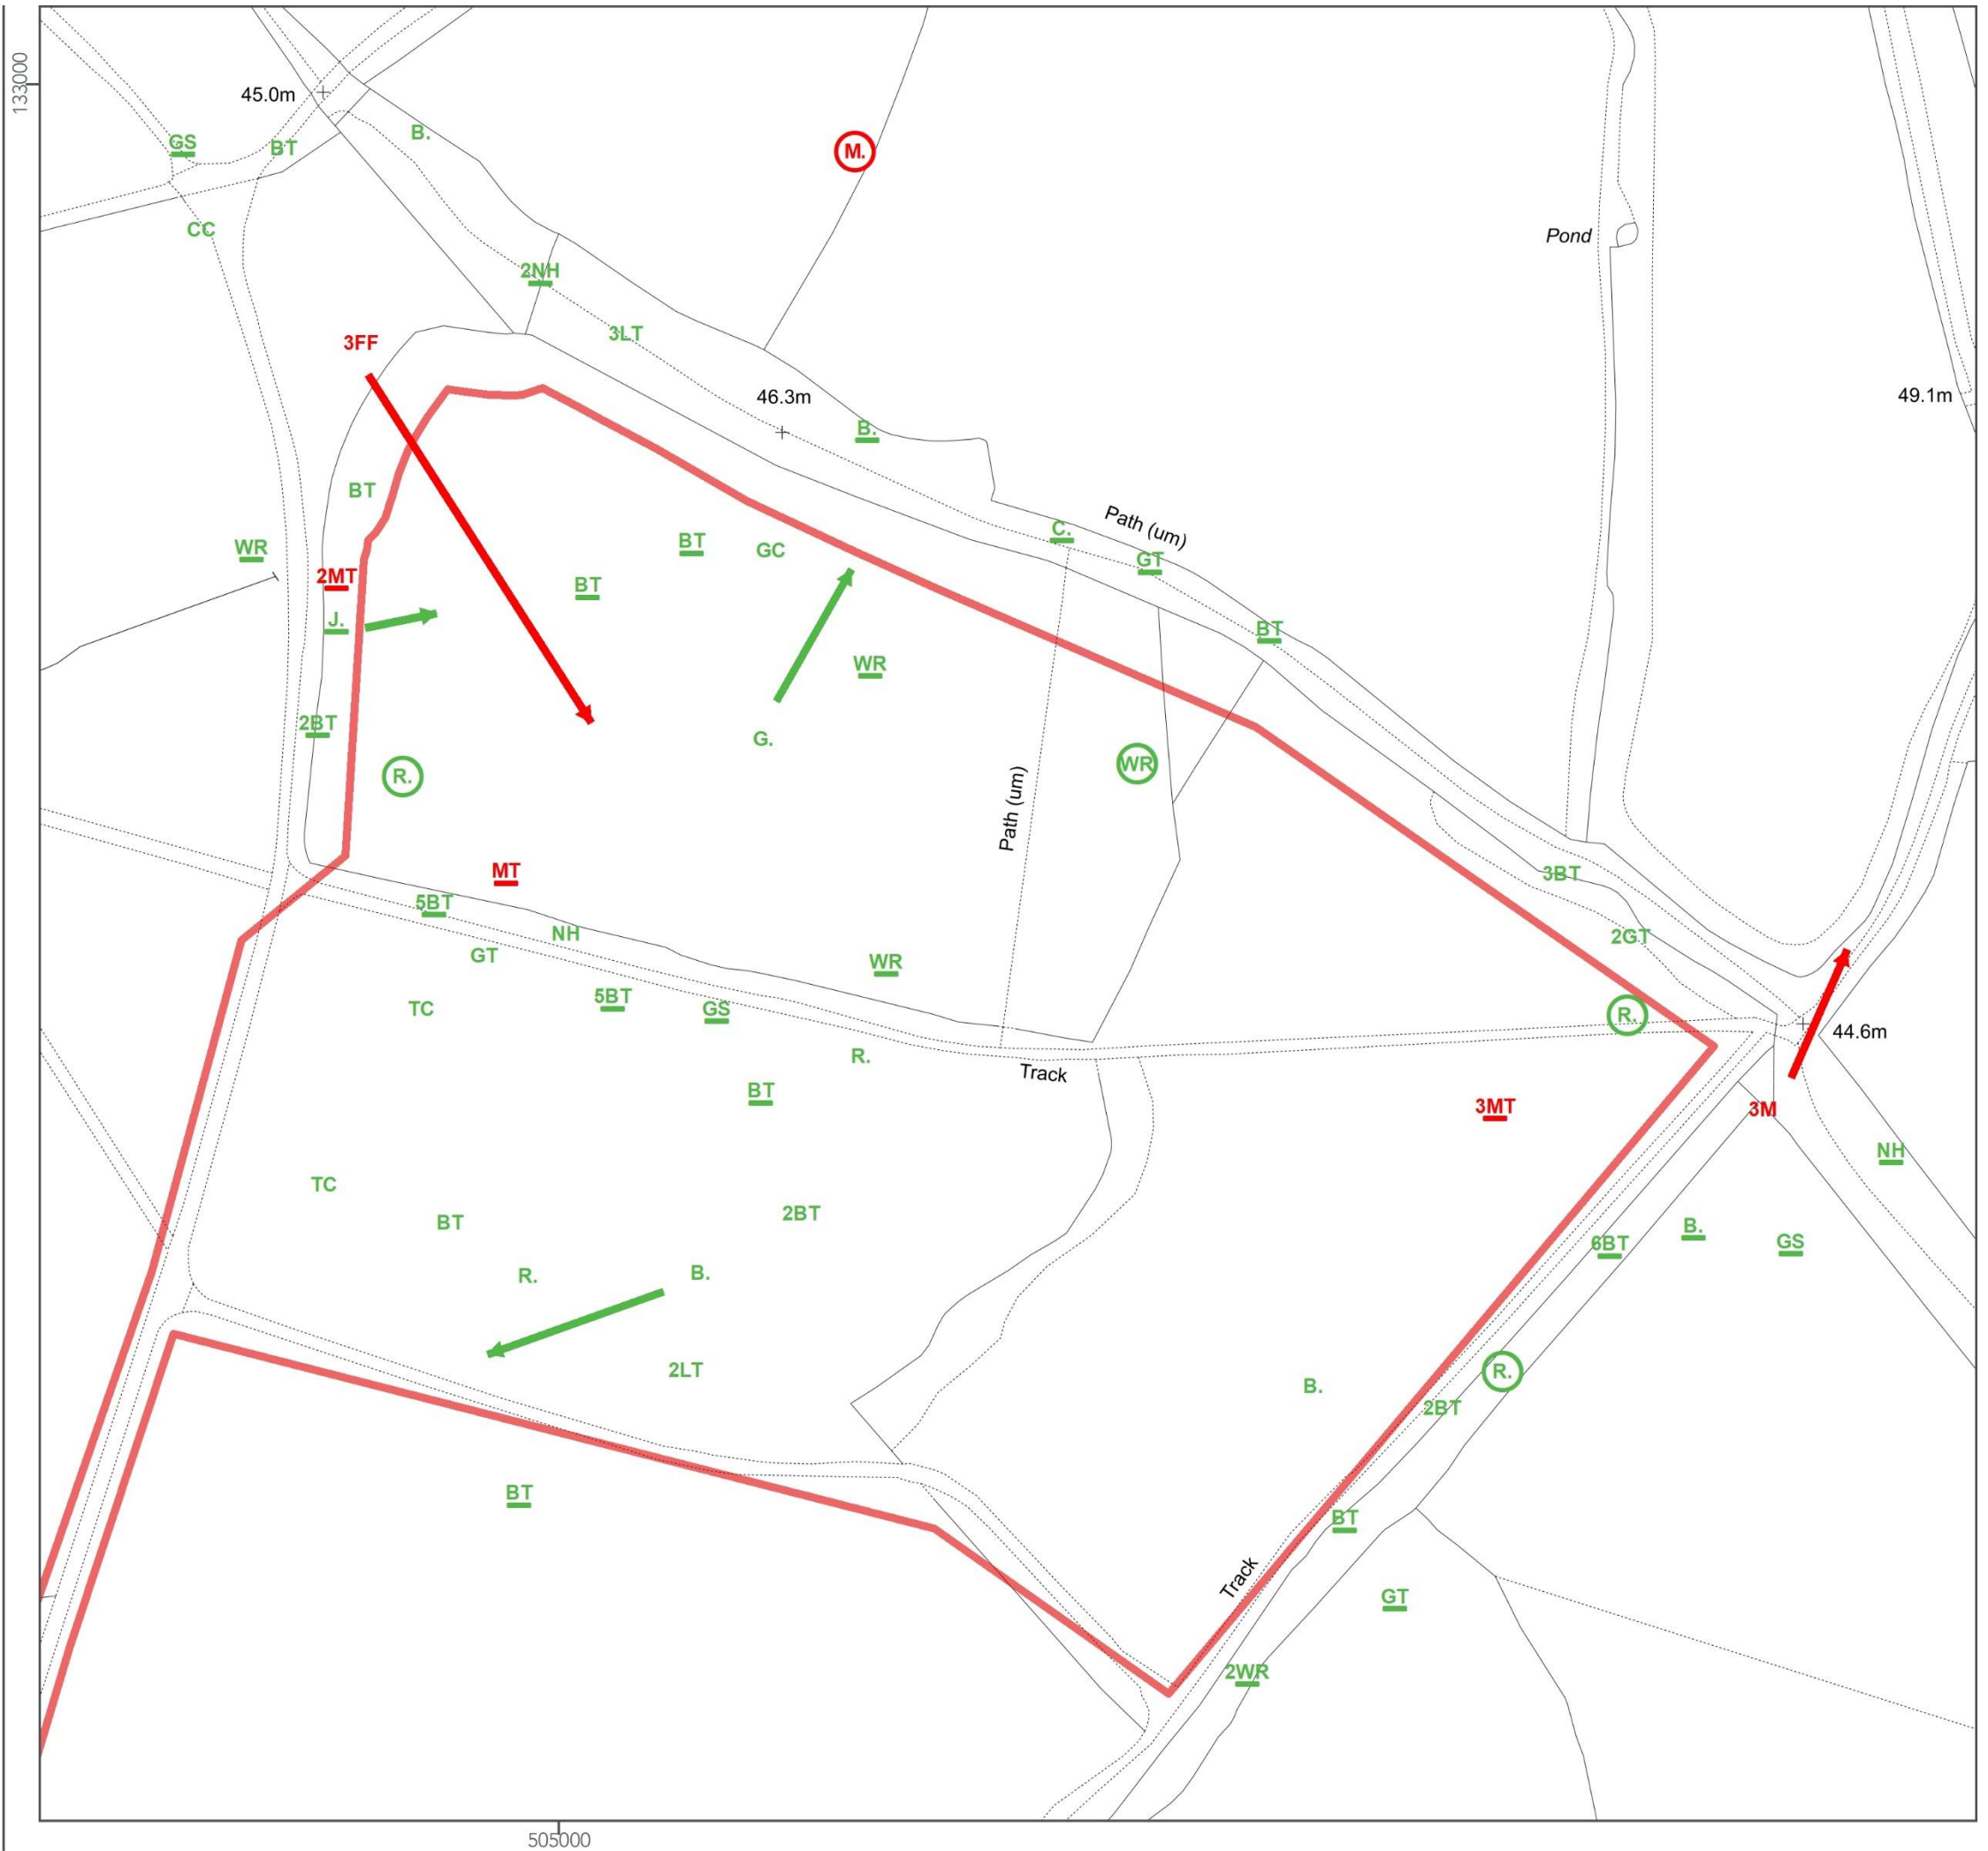 133000
45.0m
B.
GS
BT
M.
CC
Pond
2NH
3LT
3FF
46.3m
49.1m
B.
BT
Path (um)
C.
WR
BT
GC
GT
2MT
BT
J.
BT
WR
2BT
G.
WR
R.
Path (um)
MT
3BT
5BT
NH
2GT
GT
WR
5BT
GS
TC
R.
44.6m
R.
Track
BT
3MT
3M
NH
TC
2BT
BT
B.
6BT
GS
R.
B.
2LT
R.
B.
2BT
BT
BT
Track
GT
2WR
505000